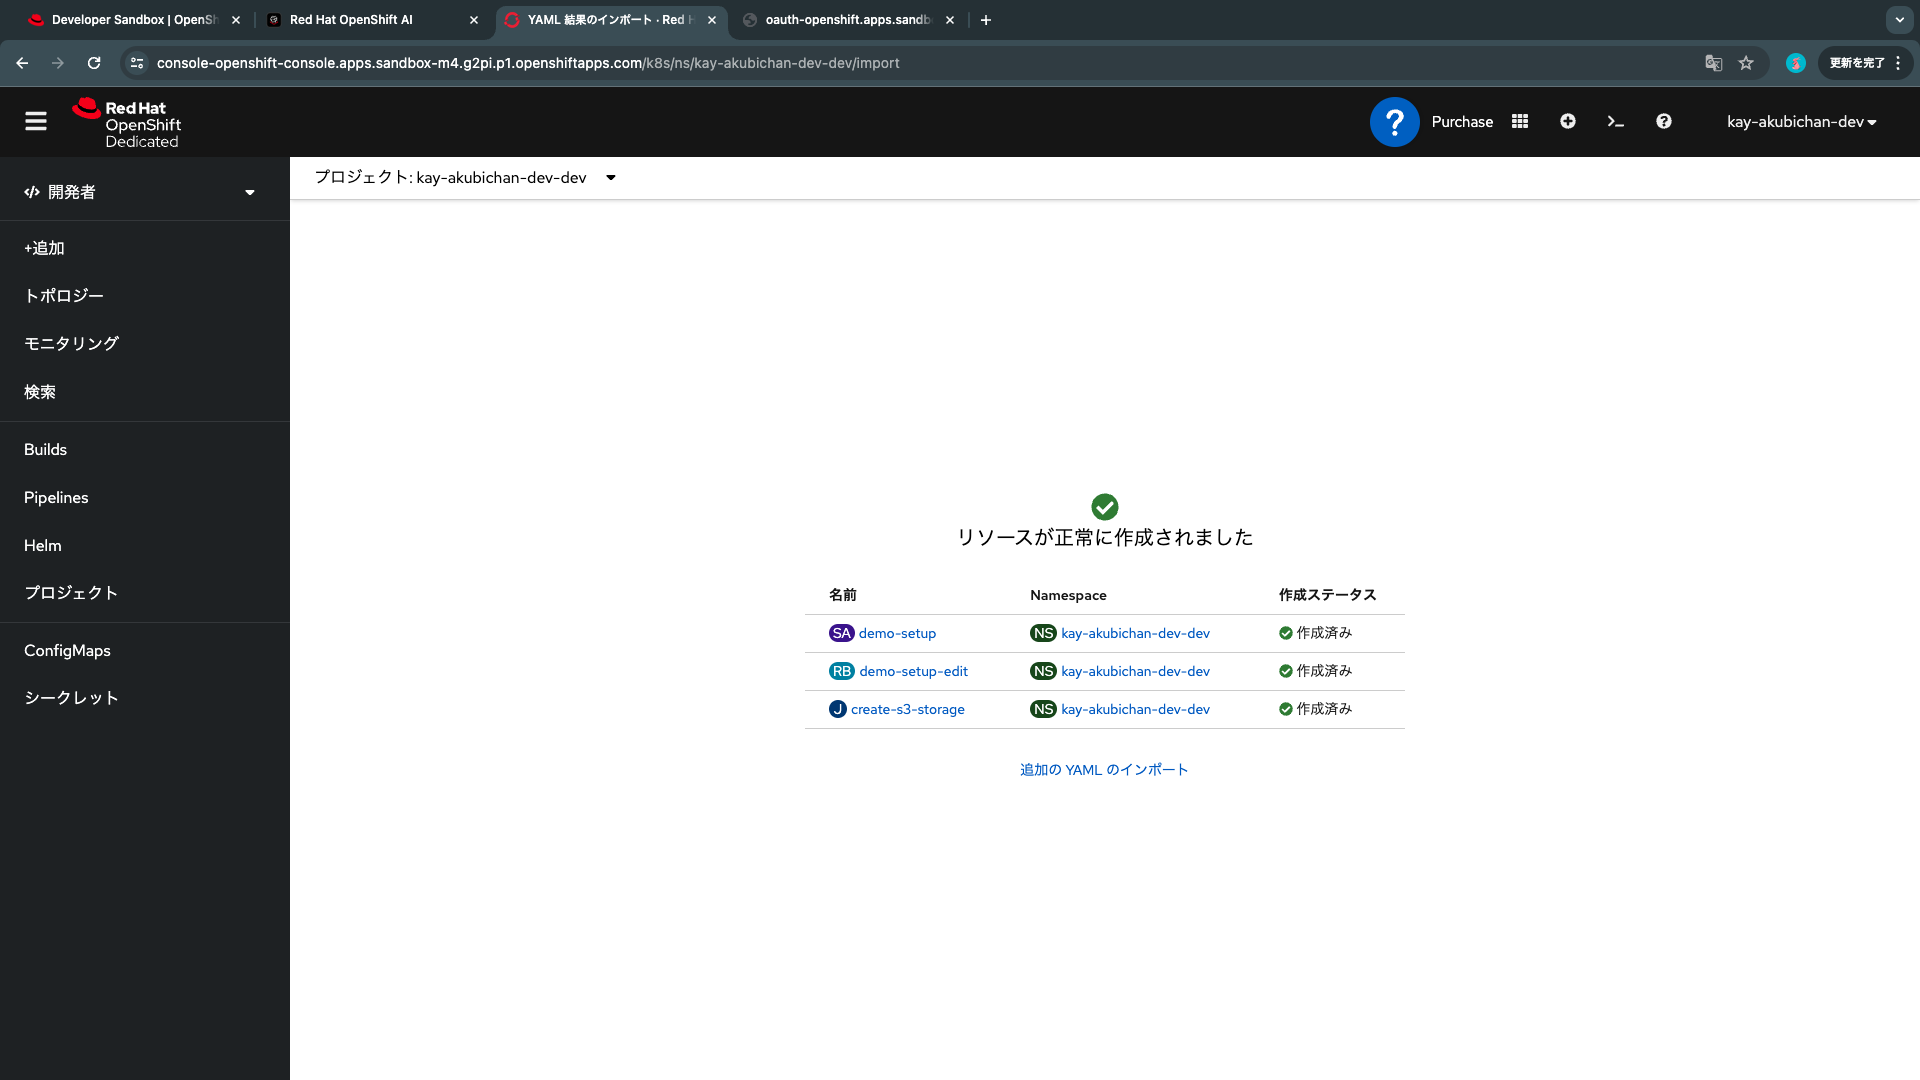 Developer Sandbox | OpenSh
Red Hat OpenShift AI
YAML 結果のインポート · Red H
oauth-openshift.apps.sandb
console-openshift-console.apps.sandbox-m4.g2pi.p1.openshiftapps.com/k8s/ns/kay-akubichan-dev-dev/import
更新を完了
Red Hat
OpenShift
Dedicated
?
Purchase
kay-akubichan-dev
開発者
プロジェクト: kay-akubichan-dev-dev
+追加
トポロジー
モニタリング
検索
Builds
Pipelines
Helm
プロジェクト
ConfigMaps
シークレット
リソースが正常に作成されました
名前 Namespace 作成ステータス
SA demo-setup NS kay-akubichan-dev-dev 作成済み
RB demo-setup-edit NS kay-akubichan-dev-dev 作成済み
J create-s3-storage NS kay-akubichan-dev-dev 作成済み
追加の YAML のインポート